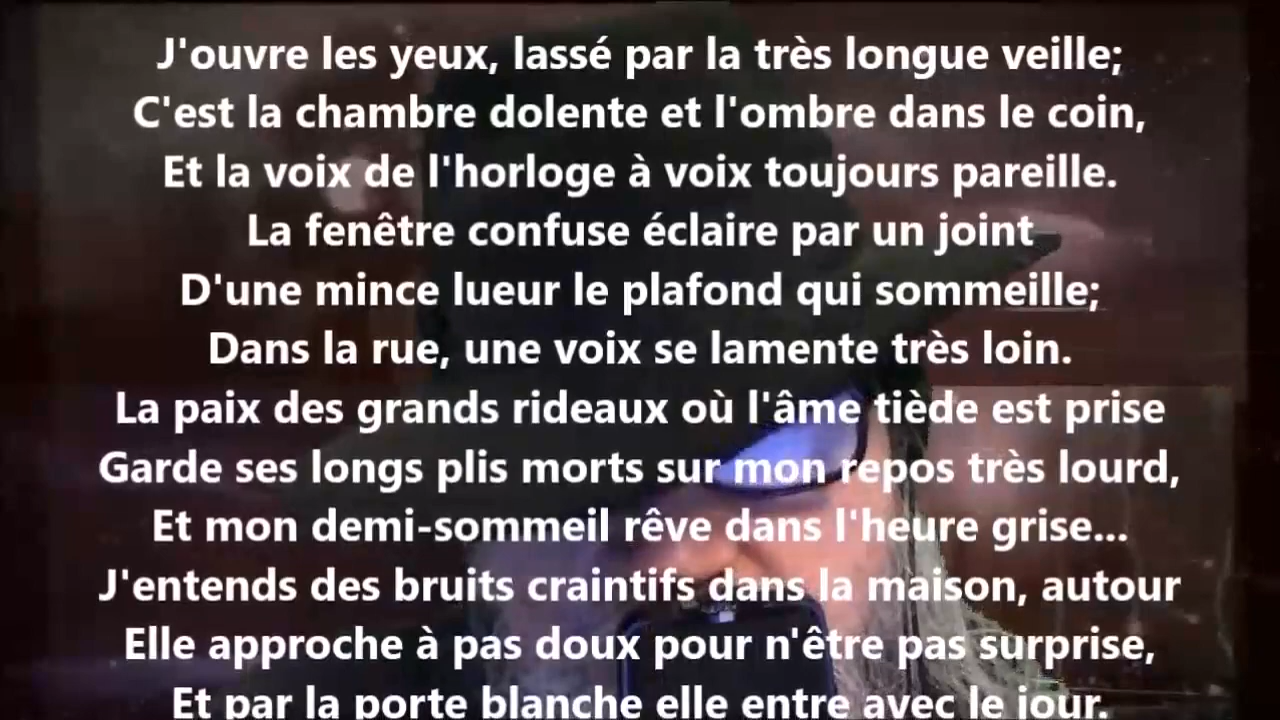 J'ouvre les yeux, lassé par la très longue veille;
C'est la chambre dolente et l'ombre dans le coin,
Et la voix de l'horloge à voix toujours pareille.
La fenêtre confuse éclaire par un joint
D'une mince lueur le plafond qui sommeille;
Dans la rue, une voix se lamente très loin.
La paix des grands rideaux où l'âme tiède est prise
Garde ses longs plis morts sur mon repos très lourd,
Et mon demi-sommeil rêve dans l'heure grise...
J'entends des bruits craintifs dans la maison, autour
Elle approche à pas doux pour n'être pas surprise,
Et par la porte blanche elle entre avec le jour.